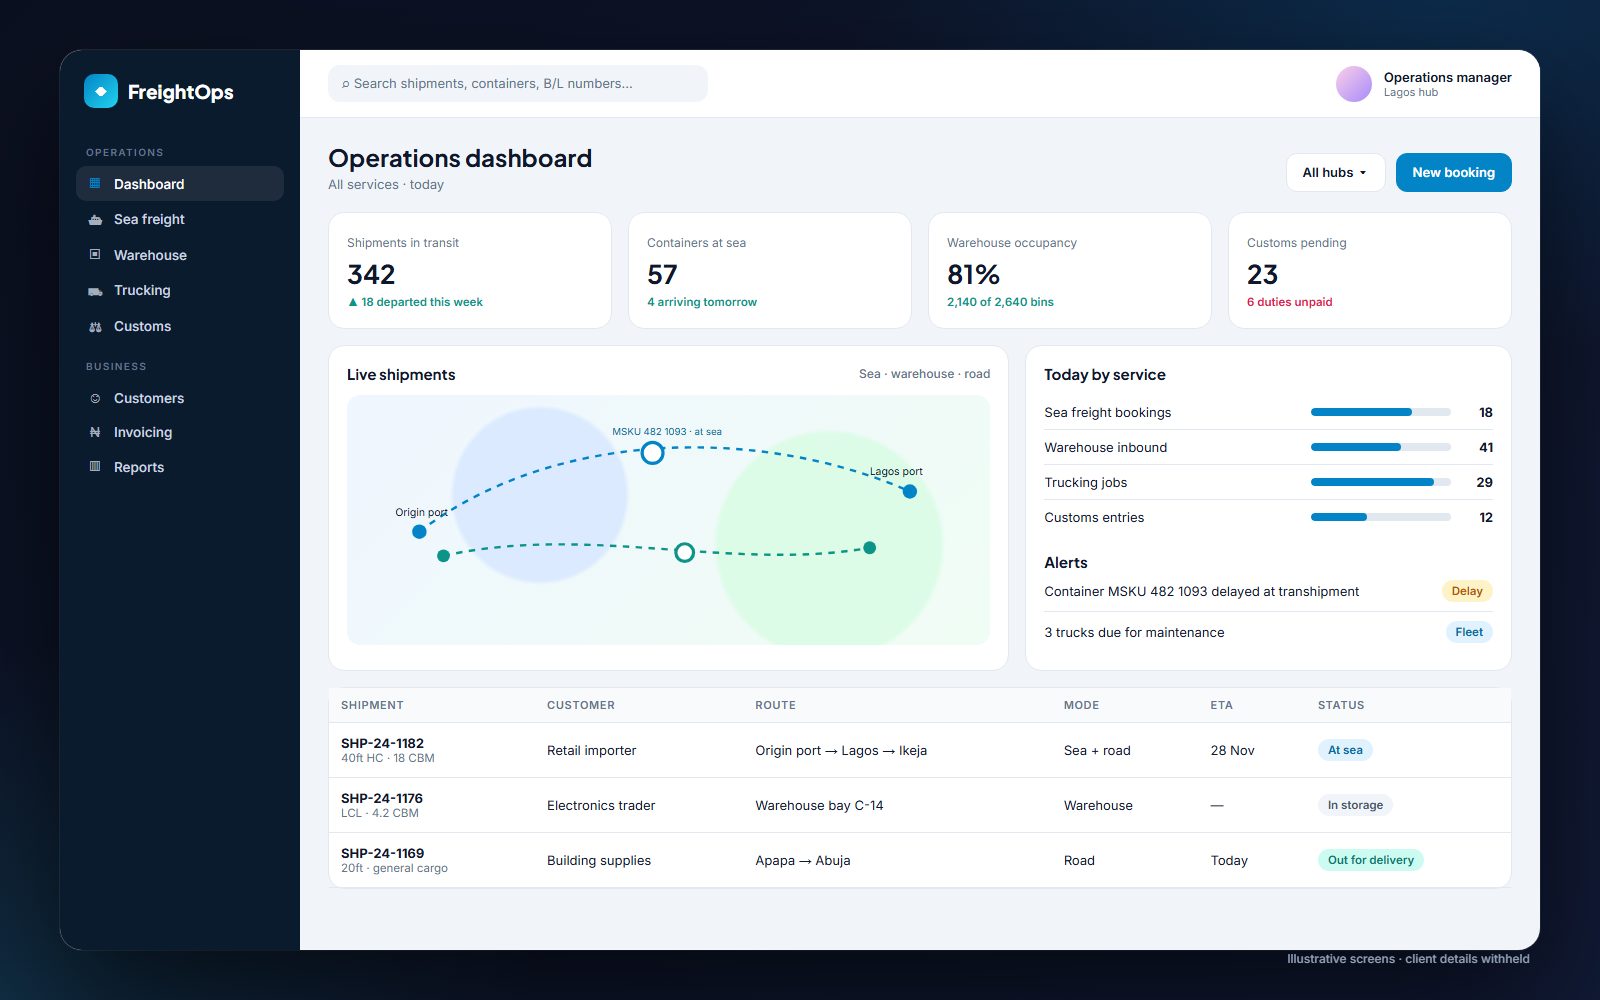 FreightOps
OPERATIONS
Dashboard
Sea freight
Warehouse
Trucking
Customs
BUSINESS
Customers
₦ Invoicing
Reports
Search shipments, containers, B/L numbers...
Operations manager
Lagos hub
Operations dashboard
All services · today
All hubs ▾
New booking
Shipments in transit
342
▲ 18 departed this week
Containers at sea
57
4 arriving tomorrow
Warehouse occupancy
81%
2,140 of 2,640 bins
Customs pending
23
6 duties unpaid
Live shipments
Sea · warehouse · road
MSKU 482 1093 · at sea
Lagos port
Origin port
Today by service
Sea freight bookings 18
Warehouse inbound 41
Trucking jobs 29
Customs entries 12
Alerts
Container MSKU 482 1093 delayed at transhipment Delay
3 trucks due for maintenance Fleet
SHIPMENT CUSTOMER ROUTE MODE ETA STATUS
SHP-24-1182
40ft HC · 18 CBM
Retail importer Origin port → Lagos → Ikeja Sea + road 28 Nov At sea
SHP-24-1176
LCL · 4.2 CBM
Electronics trader Warehouse bay C-14 Warehouse — In storage
SHP-24-1169
20ft · general cargo
Building supplies Apapa → Abuja Road Today Out for delivery
Illustrative screens · client details withheld